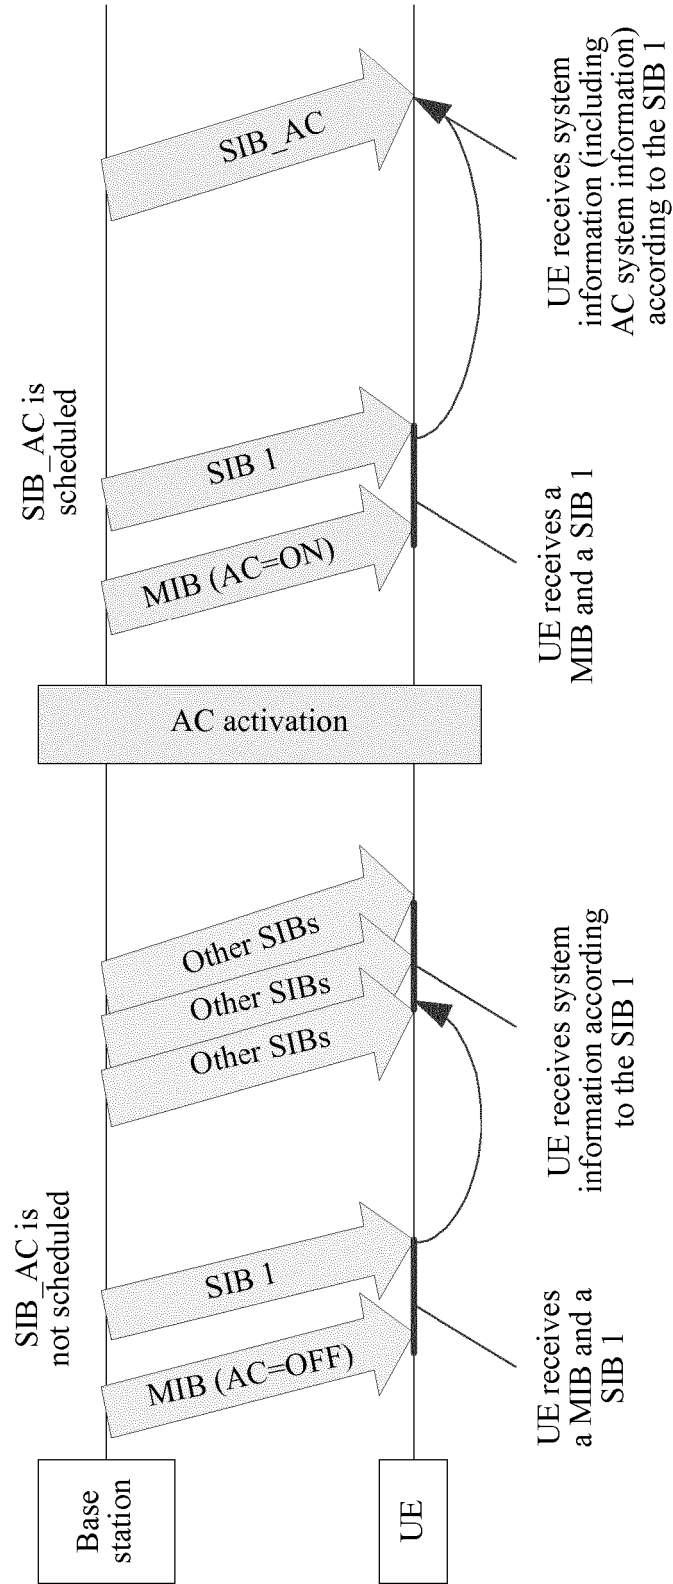 Base
station
UE
SIB_AC is
not scheduled
MIB (AC=OFF)
SIB 1
UE receives
a MIB and a
SIB 1
Other SIBs
Other SIBs
Other SIBs
UE receives system
information according
to the SIB 1
AC activation
SIB_AC is
scheduled
MIB (AC=ON)
SIB 1
UE receives a
MIB and a SIB 1
SIB_AC
UE receives system
information (including
AC system information)
according to the SIB 1